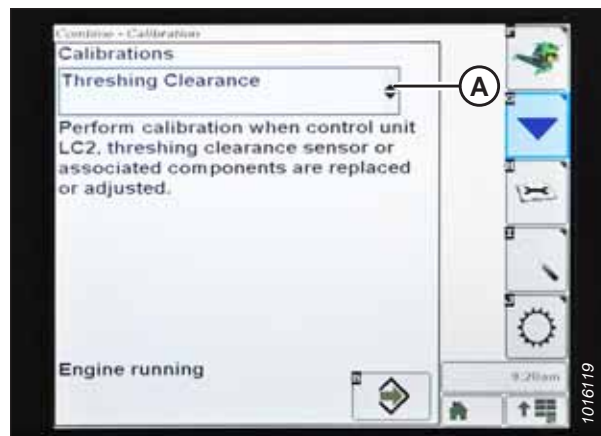 Combine - Calibration
Calibrations
Threshing Clearance
A
Perform calibration when control unit
LC2, threshing clearance sensor or
associated components are replaced
or adjusted.
Engine running
9:20am
1016119